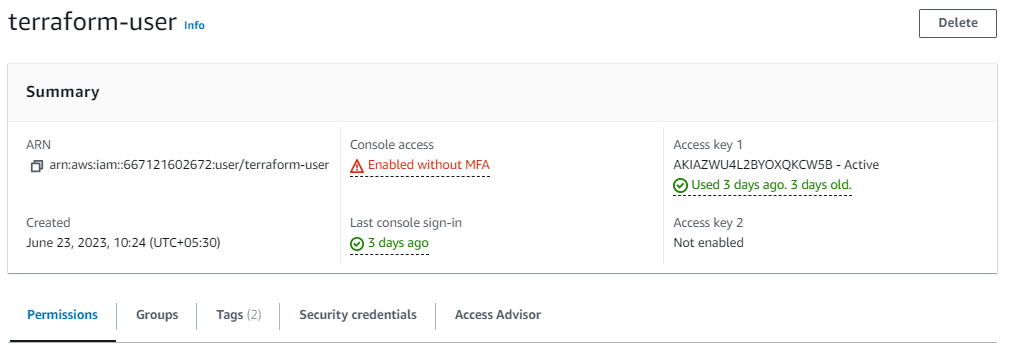 terraform-user Info
Delete
Summary
ARN
arn:aws:iam::667121602672:user/terraform-user
Console access
Enabled without MFA
Access key 1
AKIAZWU4L2BYOXQKCW5B - Active
Used 3 days ago. 3 days old.
Created
June 23, 2023, 10:24 (UTC+05:30)
Last console sign-in
3 days ago
Access key 2
Not enabled
Permissions
Groups
Tags (2)
Security credentials
Access Advisor